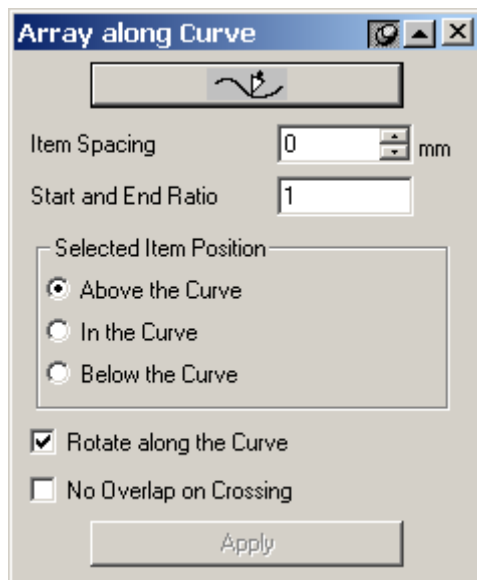 Array along Curve
Item Spacing 0 mm
Start and End Ratio 1
Selected Item Position
Above the Curve
In the Curve
Below the Curve
Rotate along the Curve
No Overlap on Crossing
Apply